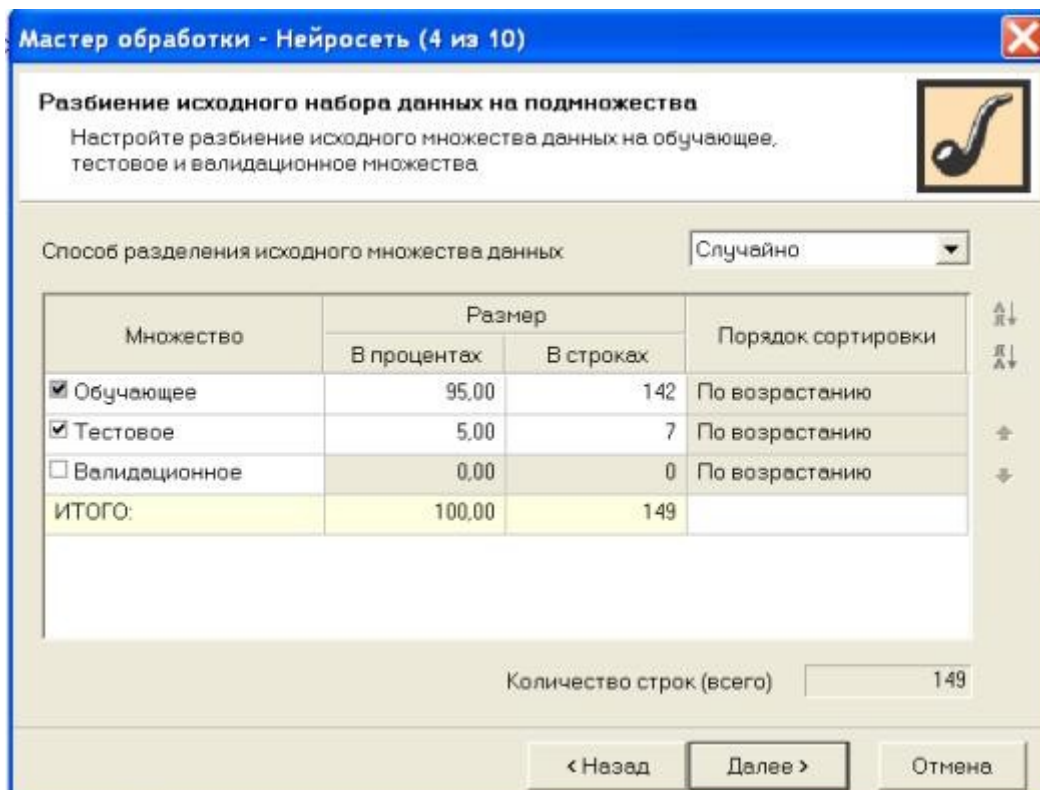 Мастер обработки - Нейросеть (4 из 10)
Разбиение исходного набора данных на подмножества
Настройте разбиение исходного множества данных на обучающее,
тестовое и валидационное множества
Способ разделения исходного множества данных Случайно
Множество Размер Порядок сортировки
В процентах В строках
Обучающее 95,00 142 По возрастанию
Тестовое 5,00 7 По возрастанию
Валидационное 0,00 0 По возрастанию
ИТОГО: 100,00 149
Количество строк (всего) 149
< Назад Далее > Отмена